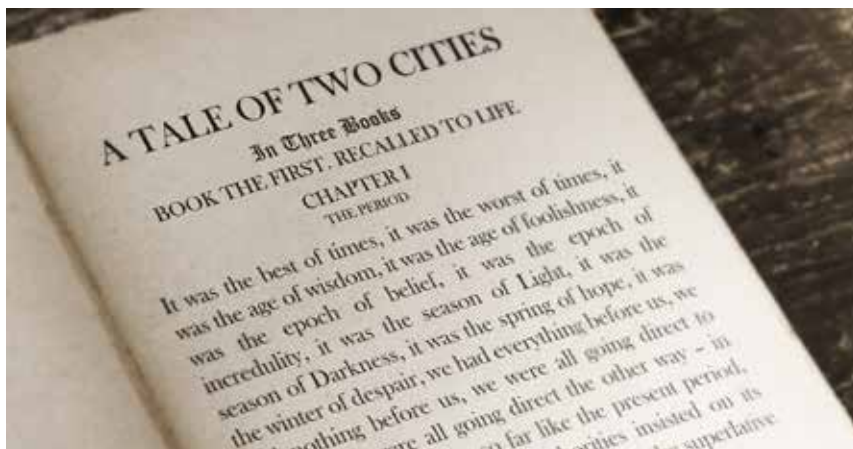 A TALE OF TWO CITIES
In Three Books
BOOK THE FIRST. RECALLED TO LIFE
CHAPTER I
THE PERIOD
It was the best of times, it was the worst of times, it
was the age of wisdom, it was the age of foolishness, it
was the epoch of belief, it was the epoch of
incredulity, it was the season of Light, it was the
season of Darkness, it was the spring of hope, it was
the winter of despair, we had everything before us, we
nothing before us, we were all going direct to
were all going direct the other way – in
so far like the present period,
insisted on its
superlative